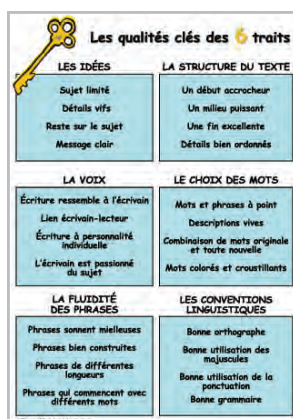 Les qualités clés des 6 traits
LES IDÉES
Sujet limité
Détails vifs
Reste sur le sujet
Message clair
LA STRUCTURE DU TEXTE
Un début accrocheur
Un milieu puissant
Une fin excellente
Détails bien ordonnés
LA VOIX
Écriture ressemble à l'écrivain
Lien écrivain-lecteur
Écriture à personnalité
individuelle
L'écrivain est passionné
du sujet
LE CHOIX DES MOTS
Mots et phrases à point
Descriptions vives
Combinaison de mots originale
et toute nouvelle
Mots colorés et croustillants
LA FLUIDITÉ
DES PHRASES
Phrases sonnent mielleuses
Phrases bien construites
Phrases de différentes
longueurs
Phrases qui commencent avec
différents mots
LES CONVENTIONS
LINGUISTIQUES
Bonne orthographe
Bonne utilisation des
majuscules
Bonne utilisation de la
ponctuation
Bonne grammaire